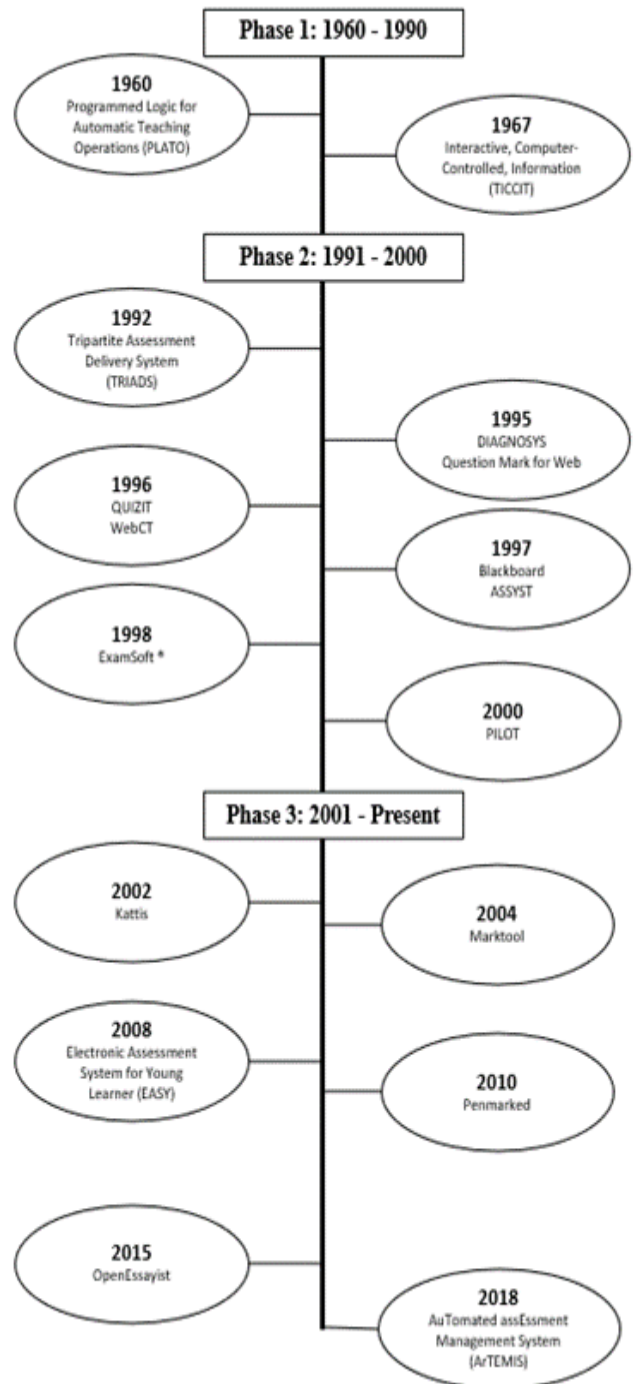 Phase 1: 1960 - 1990
1960
Programmed Logic for
Automatic Teaching
Operations (PLATO)
1967
Interactive, Computer-
Controlled, Information
(TICCIT)
Phase 2: 1991 - 2000
1992
Tripartite Assessment
Delivery System
(TRIADS)
1995
DIAGNOSYS
Question Mark for Web
1996
QUIZIT
WebCT
1997
Blackboard
ASSYST
1998
ExamSoft ®
2000
PILOT
Phase 3: 2001 - Present
2002
Kattis
2004
Marktool
2008
Electronic Assessment
System for Young
Learner (EASY)
2010
Penmarked
2015
OpenEssayist
2018
AuTomated assEssment
Management System
(ArTEMIS)